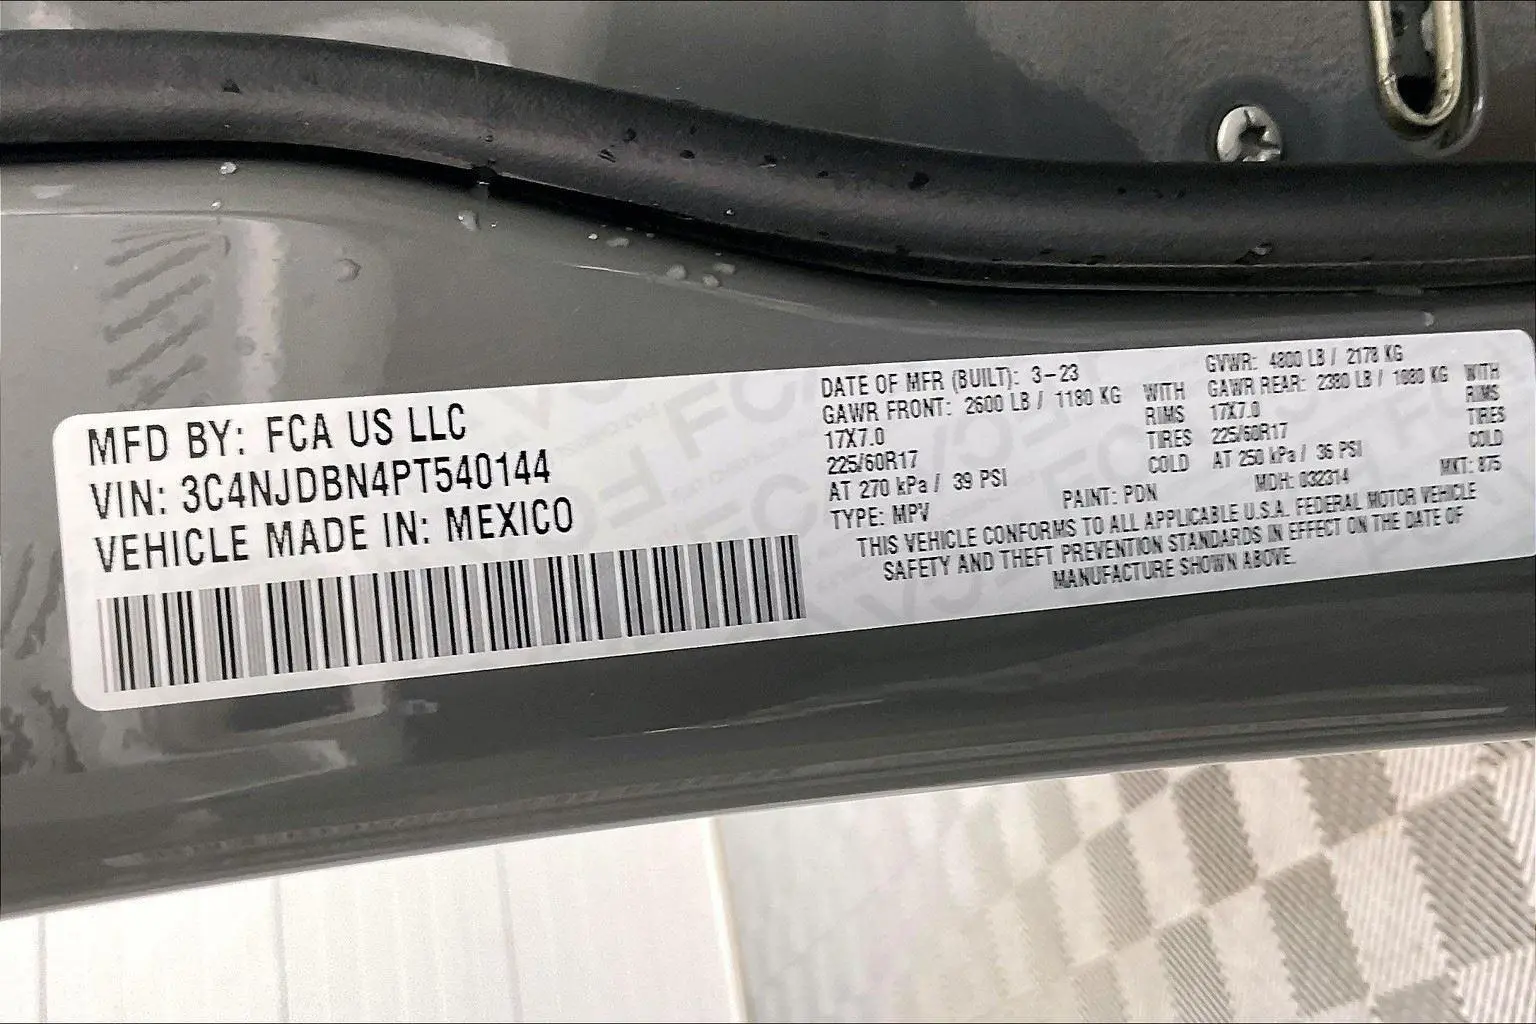 MFD BY: FCA US LLC
VIN: 3C4NJDBN4PT540144
VEHICLE MADE IN: MEXICO
DATE OF MFR (BUILT): 3-23
GAWR FRONT: 2600 LB / 1180 KG WITH
17X7.0 RIMS
225/60R17 TIRES
AT 270 kPa / 39 PSI COLD
TYPE: MPV
PAINT: PDN
GVWR: 4800 LB / 2178 KG
GAWR REAR: 2380 LB / 1080 KG WITH
17X7.0 RIMS
225/60R17 TIRES
AT 250 kPa / 36 PSI COLD
MDH: 032314 MKT: 875
THIS VEHICLE CONFORMS TO ALL APPLICABLE U.S.A. FEDERAL MOTOR VEHICLE
SAFETY AND THEFT PREVENTION STANDARDS IN EFFECT ON THE DATE OF
MANUFACTURE SHOWN ABOVE.